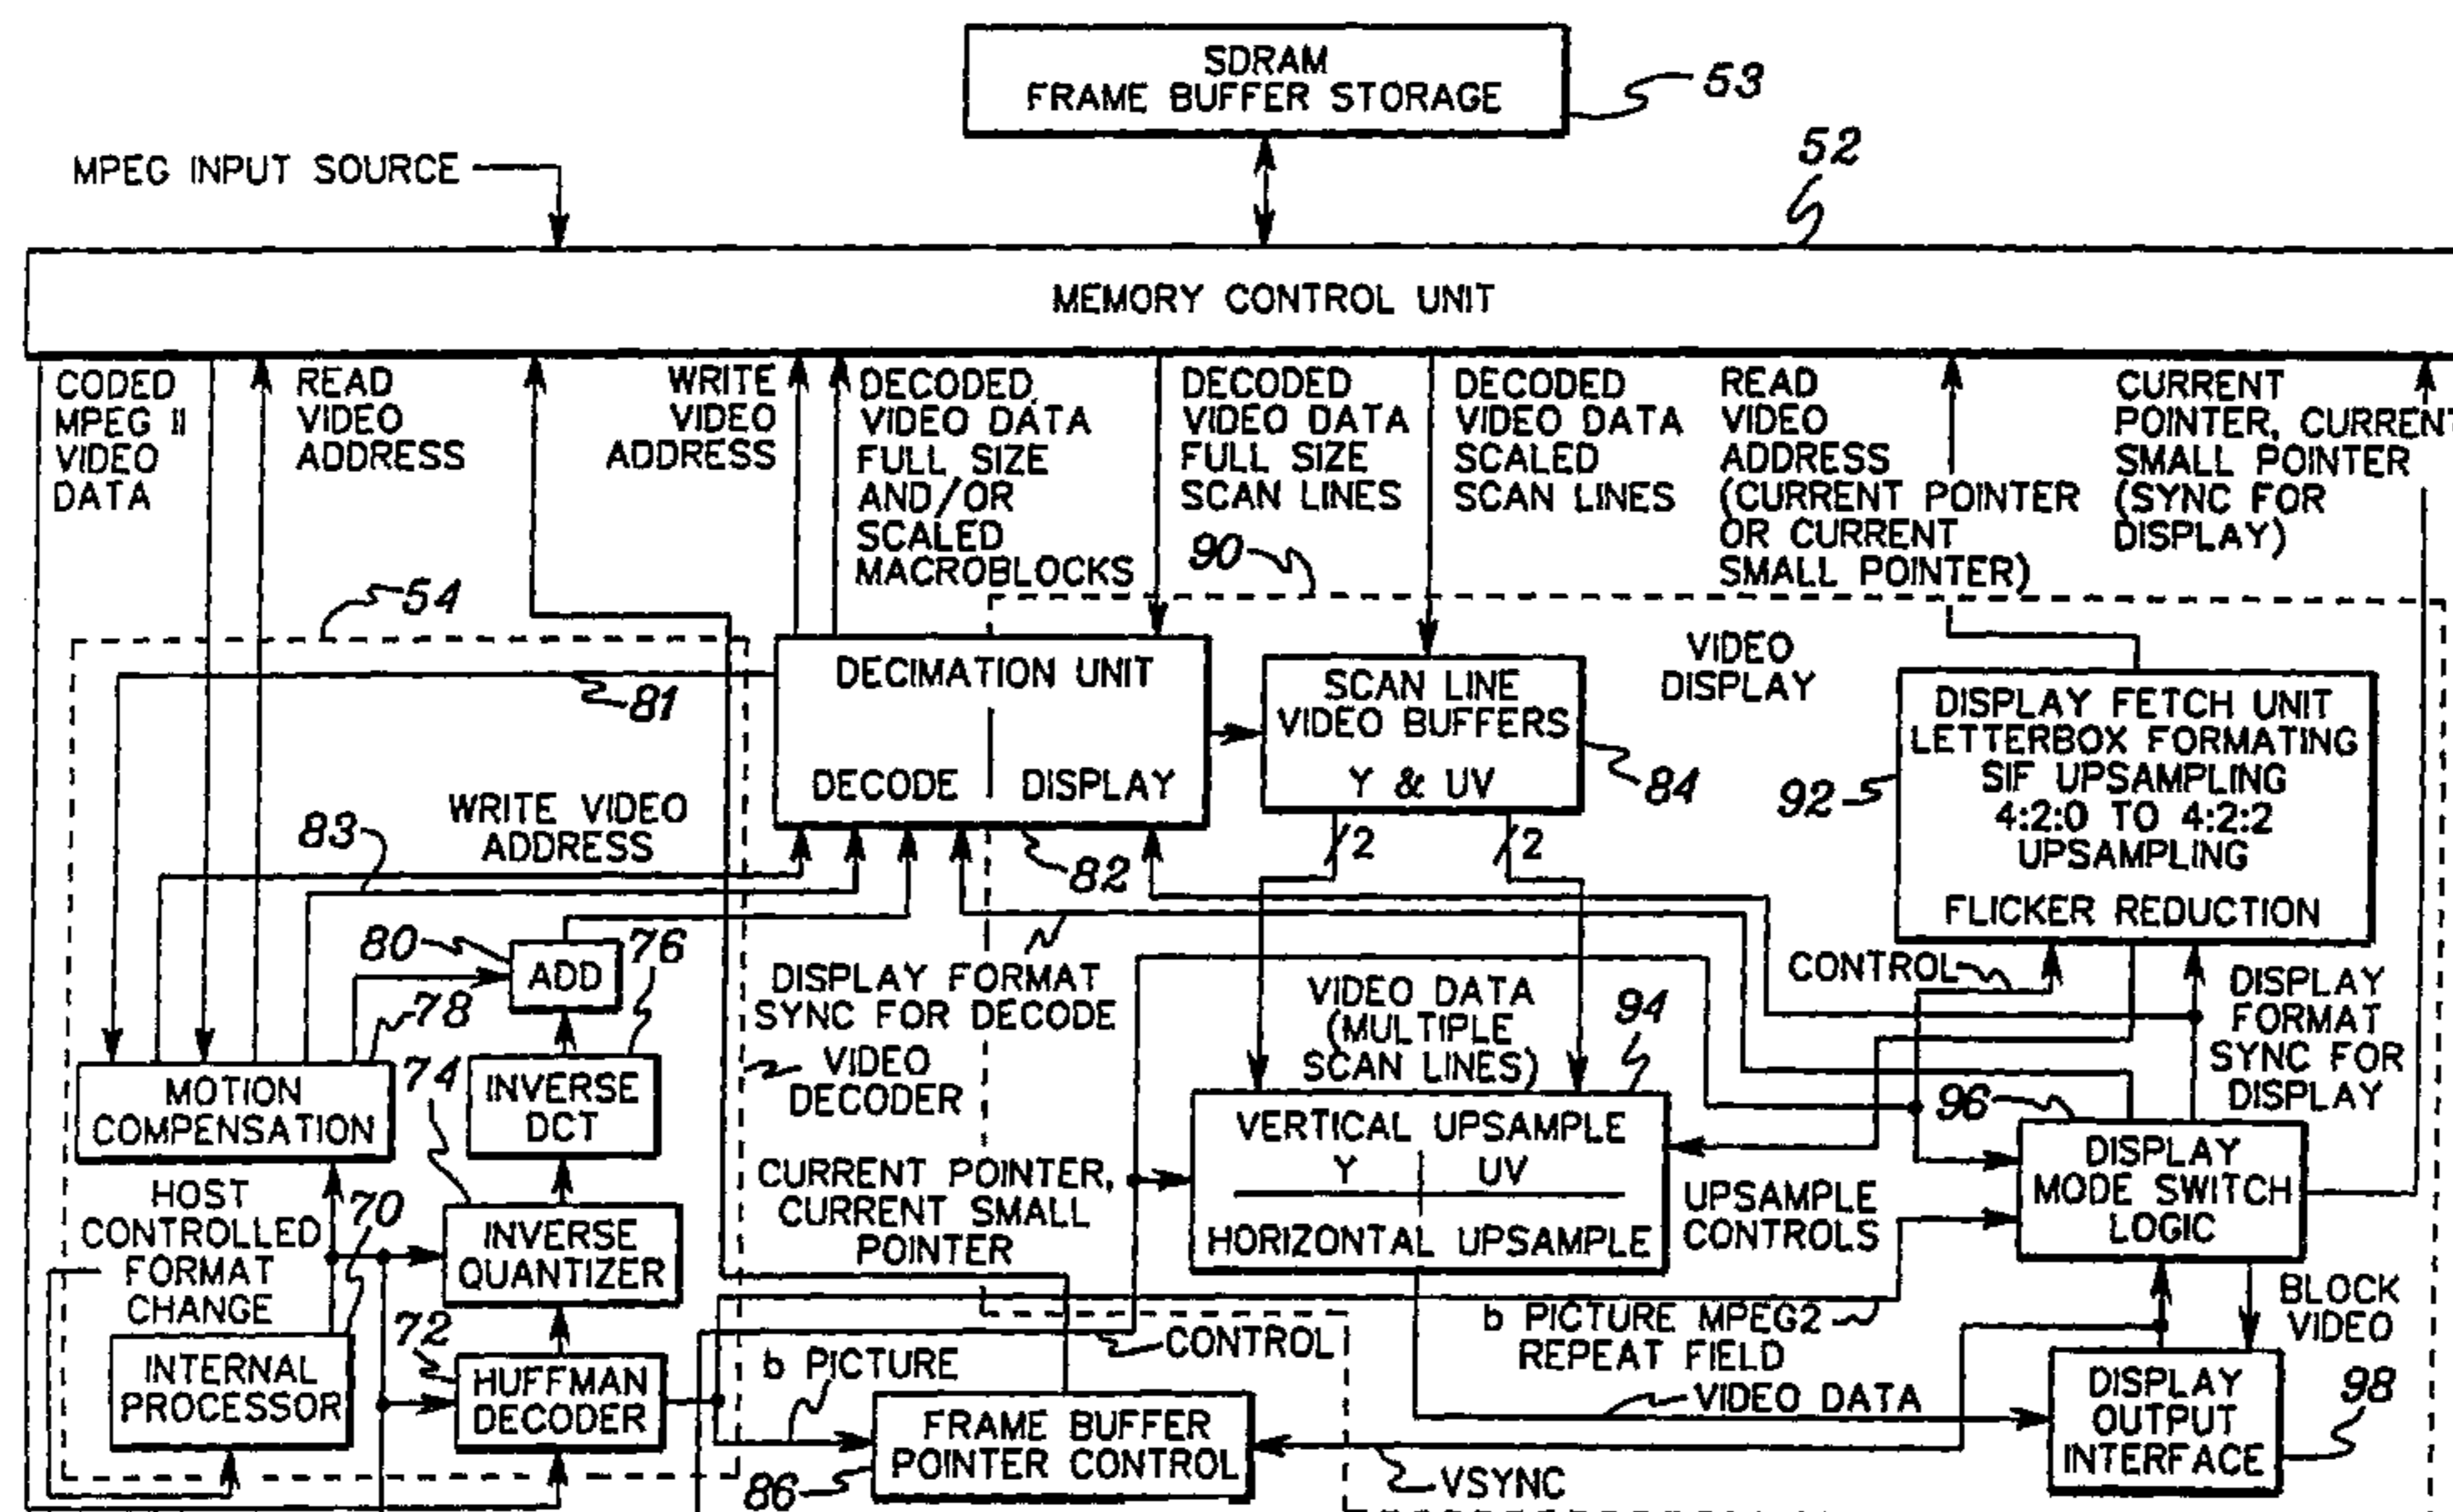 SDRAM
FRAME BUFFER STORAGE
53
MPEG INPUT SOURCE
52
MEMORY CONTROL UNIT
CODED
MPEG II
VIDEO
DATA
READ
VIDEO
ADDRESS
WRITE
VIDEO
ADDRESS
DECODED
VIDEO DATA
FULL SIZE
AND/OR
SCALED
MACROBLOCKS
DECODED
VIDEO DATA
FULL SIZE
SCAN LINES
DECODED
VIDEO DATA
SCALED
SCAN LINES
READ
VIDEO
ADDRESS
(CURRENT POINTER
OR CURRENT
SMALL POINTER)
CURRENT
POINTER, CURRENT
SMALL POINTER
(SYNC FOR
DISPLAY)
90
54
81
DECIMATION UNIT
DECODE
DISPLAY
82
SCAN LINE
VIDEO BUFFERS
Y & UV
84
2
2
VIDEO
DISPLAY
DISPLAY FETCH UNIT
LETTERBOX FORMATING
SIF UPSAMPLING
4:2:0 TO 4:2:2
UPSAMPLING
FLICKER REDUCTION
92
WRITE VIDEO
ADDRESS
83
80
ADD
76
78
DISPLAY FORMAT
SYNC FOR DECODE
VIDEO DATA
(MULTIPLE
SCAN LINES)
94
CONTROL
DISPLAY
FORMAT
SYNC FOR
DISPLAY
MOTION
COMPENSATION
74
INVERSE
DCT
VIDEO
DECODER
VERTICAL UPSAMPLE
Y
UV
HORIZONTAL UPSAMPLE
96
DISPLAY
MODE SWITCH
LOGIC
UPSAMPLE
CONTROLS
HOST
CONTROLLED
FORMAT
CHANGE
70
INVERSE
QUANTIZER
CURRENT POINTER,
CURRENT SMALL
POINTER
72
INTERNAL
PROCESSOR
HUFFMAN
DECODER
b PICTURE
CONTROL
b PICTURE MPEG2
REPEAT FIELD
BLOCK
VIDEO
FRAME BUFFER
POINTER CONTROL
86
VIDEO DATA
VSYNC
DISPLAY
OUTPUT
INTERFACE
98